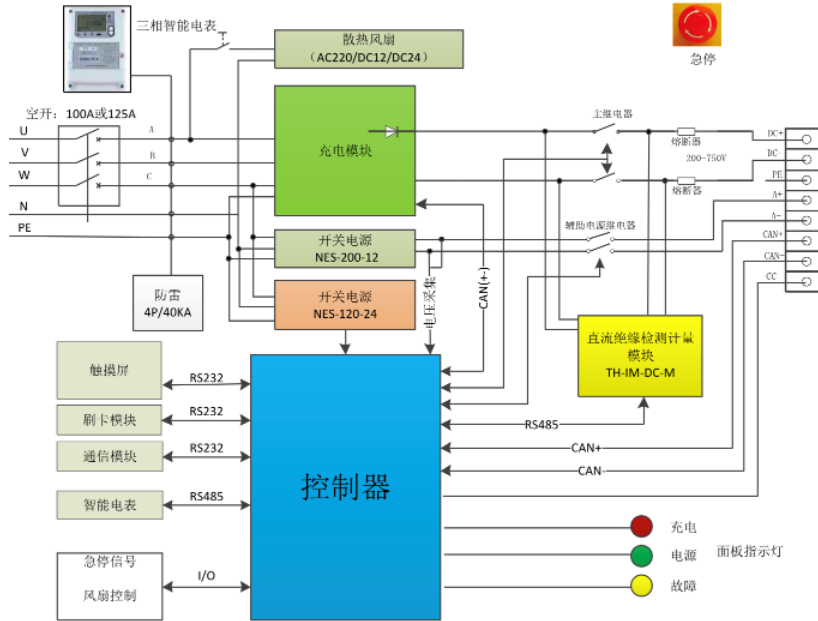 三相智能电表
急停
散热风扇
(AC220/DC12/DC24)
空开：100A或125A
U
V
W
N
PE
A
B
C
充电模块
主继电器
熔断器
200-750V
熔断器
DC+
DC-
PE
A+
A-
CAN+
CAN-
CC
辅助电源继电器
开关电源
NES-200-12
开关电源
NES-120-24
电压采集
CAN(+-)
防雷
4P/40KA
直流绝缘检测计量
模块
TH-IM-DC-M
触摸屏
RS232
刷卡模块
RS232
通信模块
RS232
智能电表
RS485
急停信号
风扇控制
I/O
控制器
RS485
CAN+
CAN-
充电
电源
故障
面板指示灯